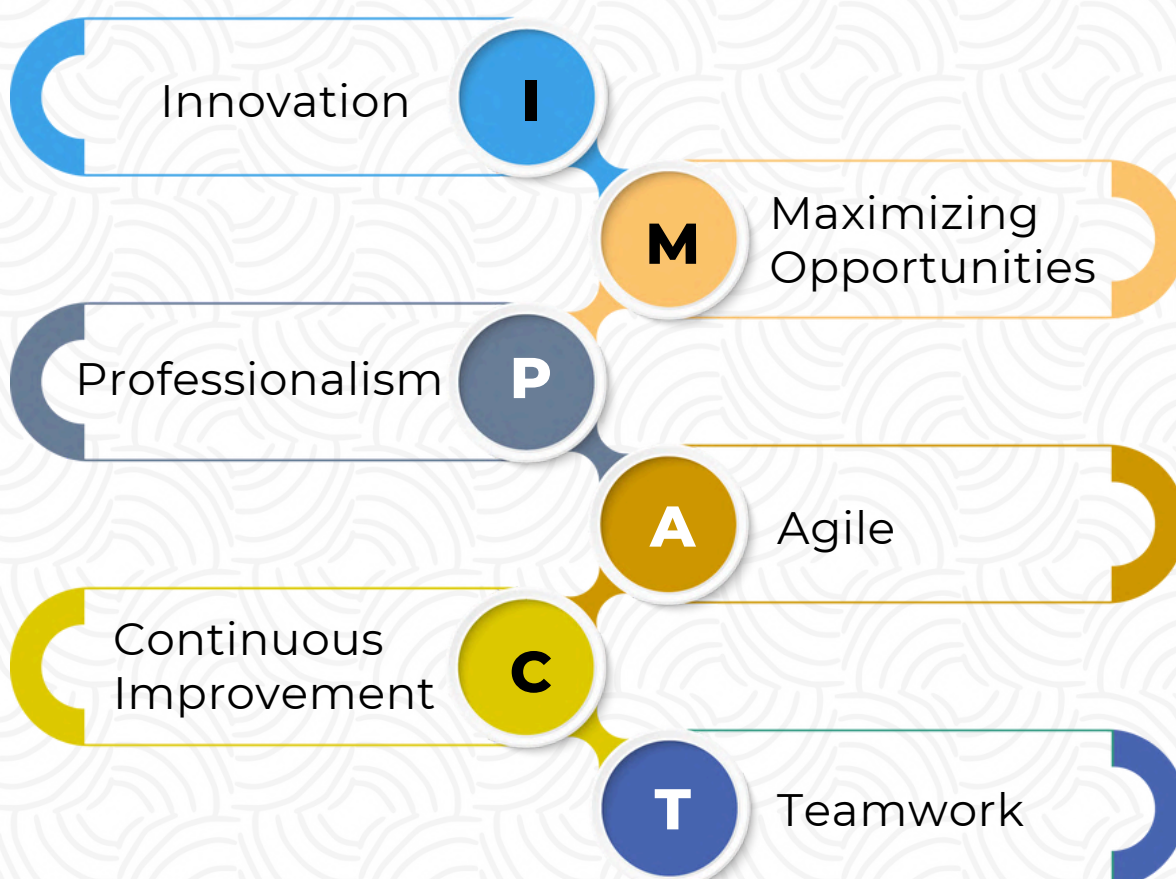 Innovation
I
M
Maximizing
Opportunities
Professionalism
P
A
Agile
Continuous
Improvement
C
T
Teamwork